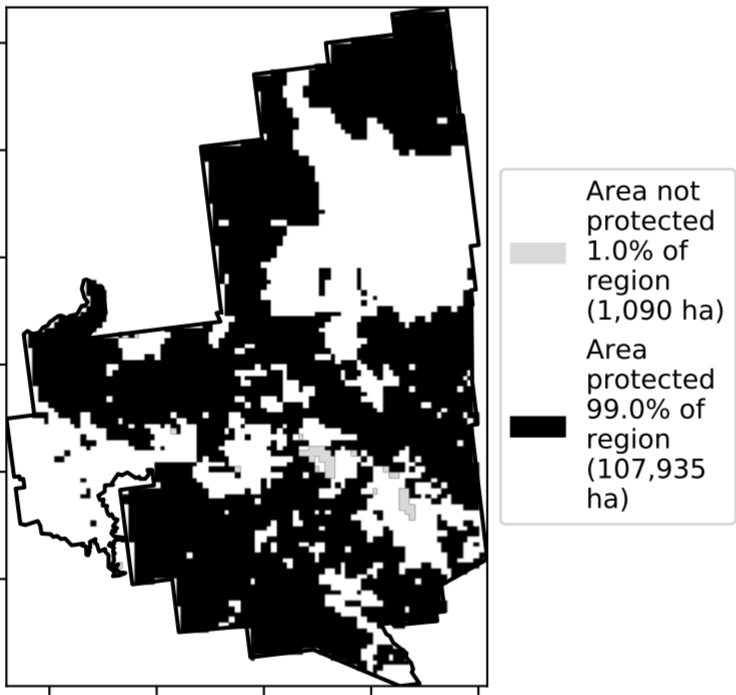 Area not
protected
1.0% of
region
(1,090 ha)
Area
protected
99.0% of
region
(107,935
ha)